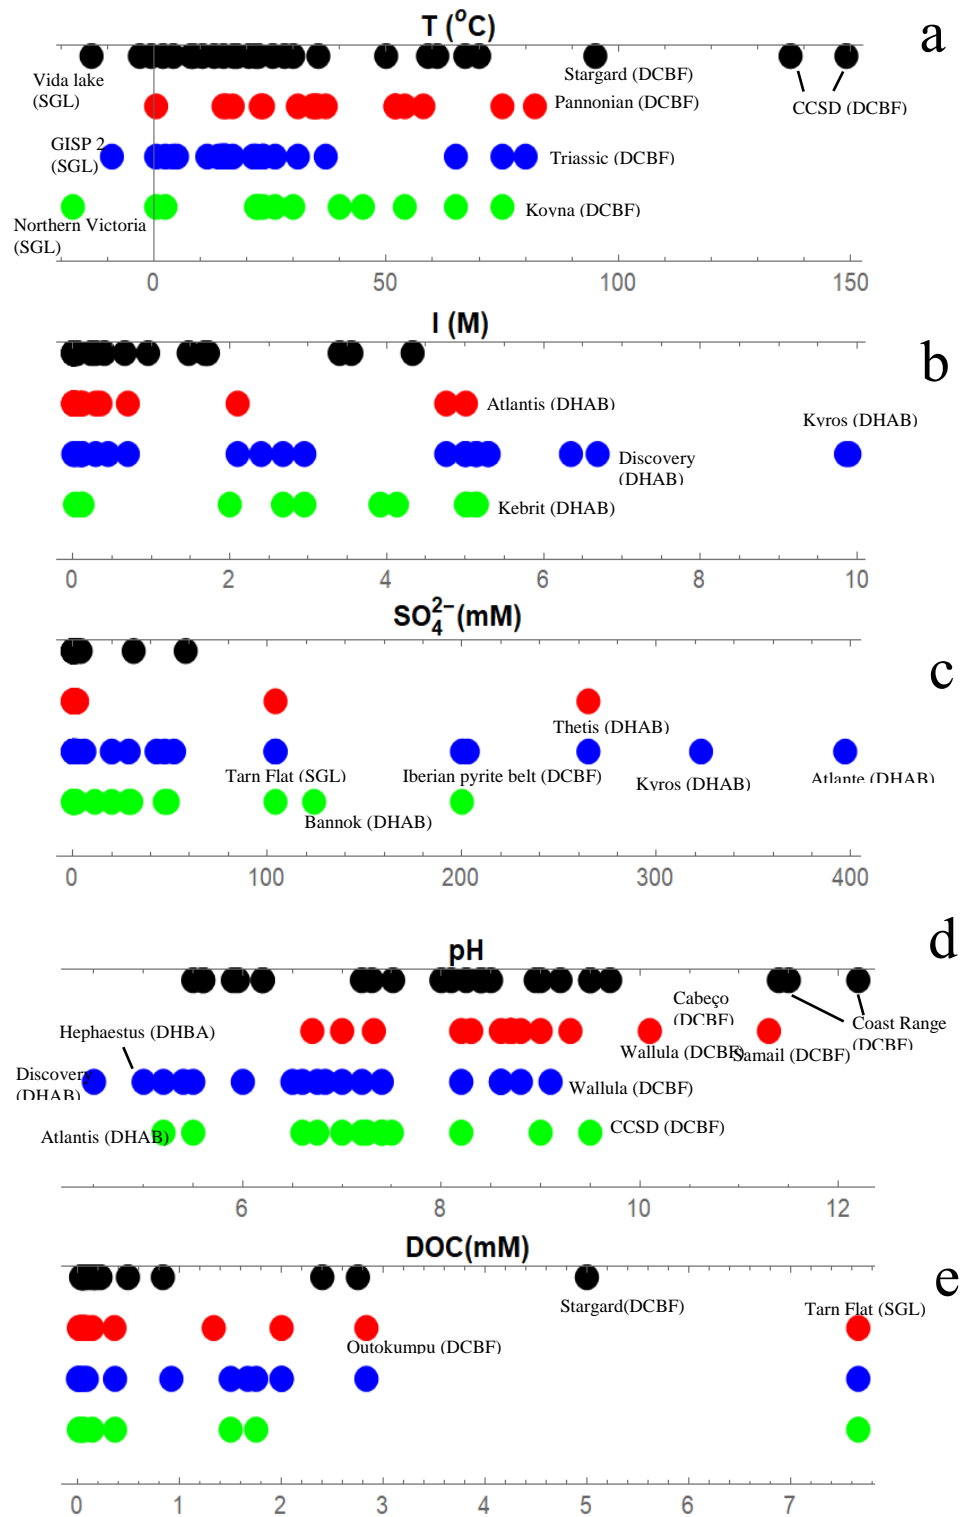 T (°C)
a
Vida lake
(SGL)
Stargard (DCBF)
Pannonian (DCBF)
CCSD (DCBF)
GISP 2
(SGL)
Triassic (DCBF)
Northern Victoria
(SGL)
Kovna (DCBF)
0 50 100 150
I (M)
b
Atlantis (DHAB)
Kyros (DHAB)
Discovery
(DHAB)
Kebrit (DHAB)
0 2 4 6 8 10
SO₄²⁻(mM)
c
Thetis (DHAB)
Tarn Flat (SGL)
Iberian pyrite belt (DCBF)
Kyros (DHAB)
Atlante (DHAB)
Bannok (DHAB)
0 100 200 300 400
d
pH
Cabeço
(DCBF)
Coast Range
(DCBF)
Hephaestus (DHBA)
Wallula (DCBF)
Samail (DCBF)
Discovery
(DHAB)
Wallula (DCBF)
Atlantis (DHAB)
CCSD (DCBF)
6 8 10 12
DOC(mM)
e
Stargard(DCBF)
Tarn Flat (SGL)
Outokumpu (DCBF)
0 1 2 3 4 5 6 7